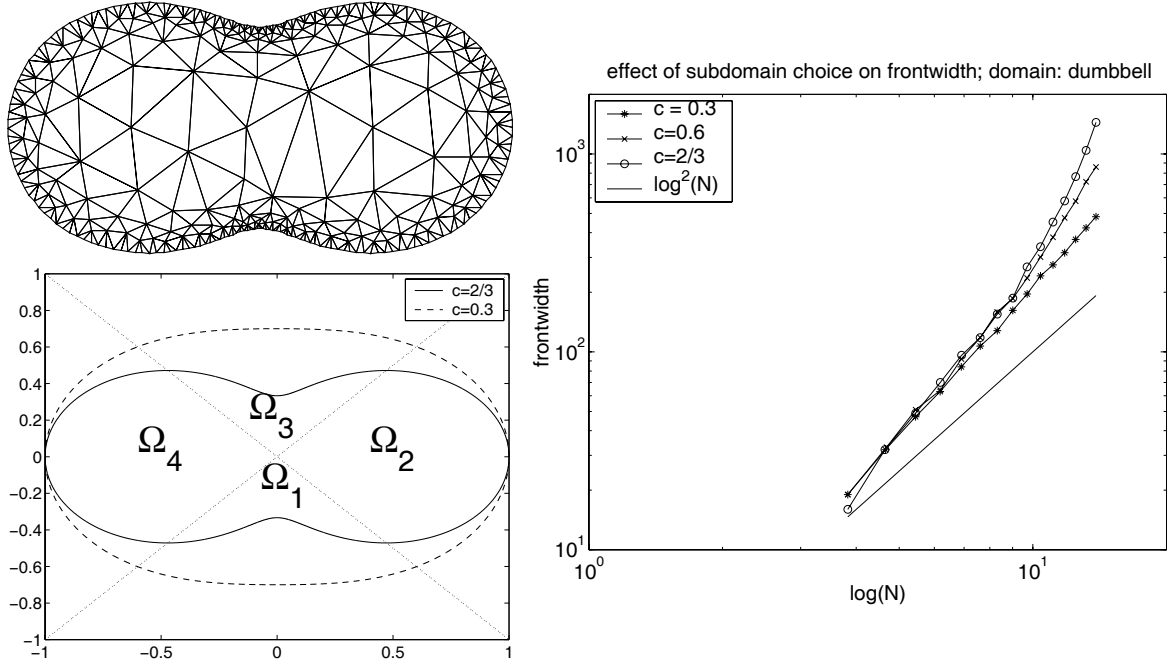 effect of subdomain choice on frontwidth; domain: dumbbell
c = 0.3
c=0.6
c=2/3
log²(N)
10³
10²
10¹
frontwidth
10⁰
10¹
log(N)
1
0.8
0.6
0.4
0.2
0
−0.2
−0.4
−0.6
−0.8
−1
c=2/3
c=0.3
Ω₃
Ω₄
Ω₂
Ω₁
−1
−0.5
0
0.5
1